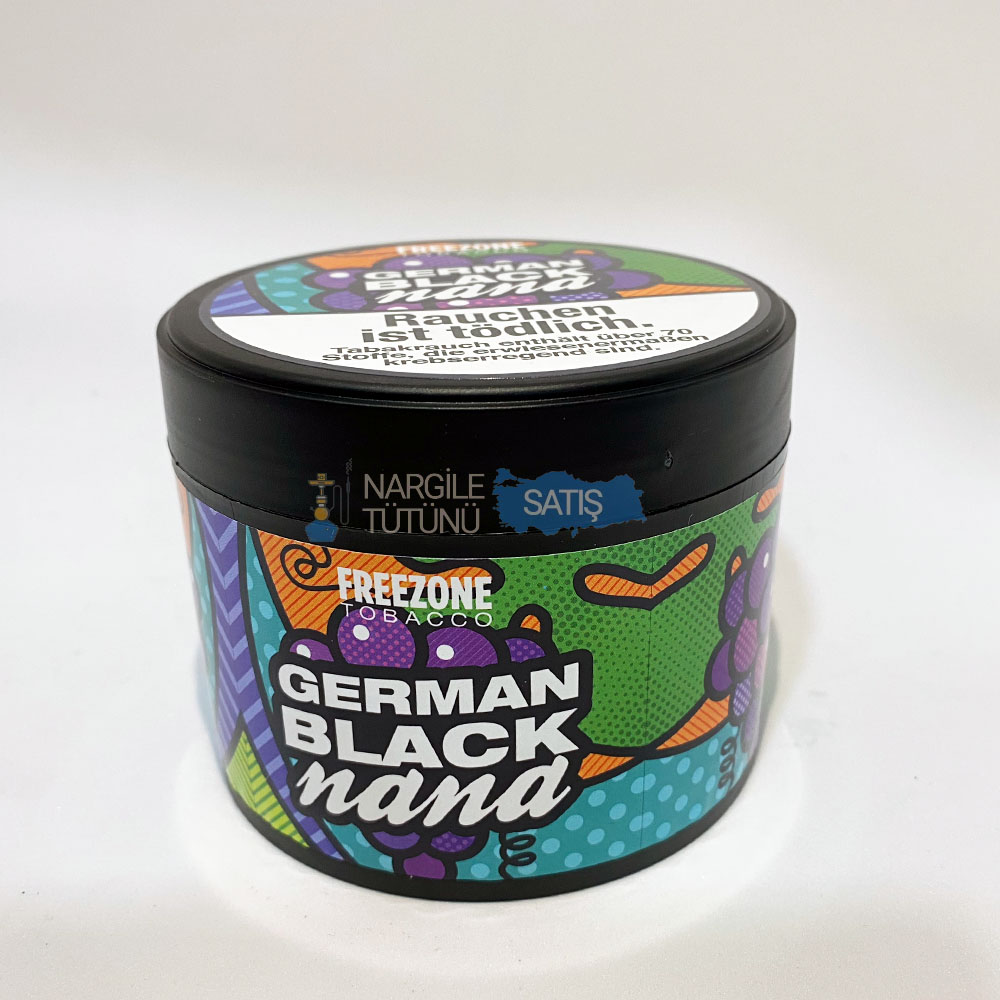 FREEZONE
GERMAN
BLACK
nana
Rauchen
ist tödlich.
Tabakrauch enthält über 70
Stoffe, die erwiesenermaßen
krebserregend sind.
NARGİLE
TÜTÜNÜ
SATIŞ
FREEZONE
TOBACCO
GERMAN
BLACK
nana